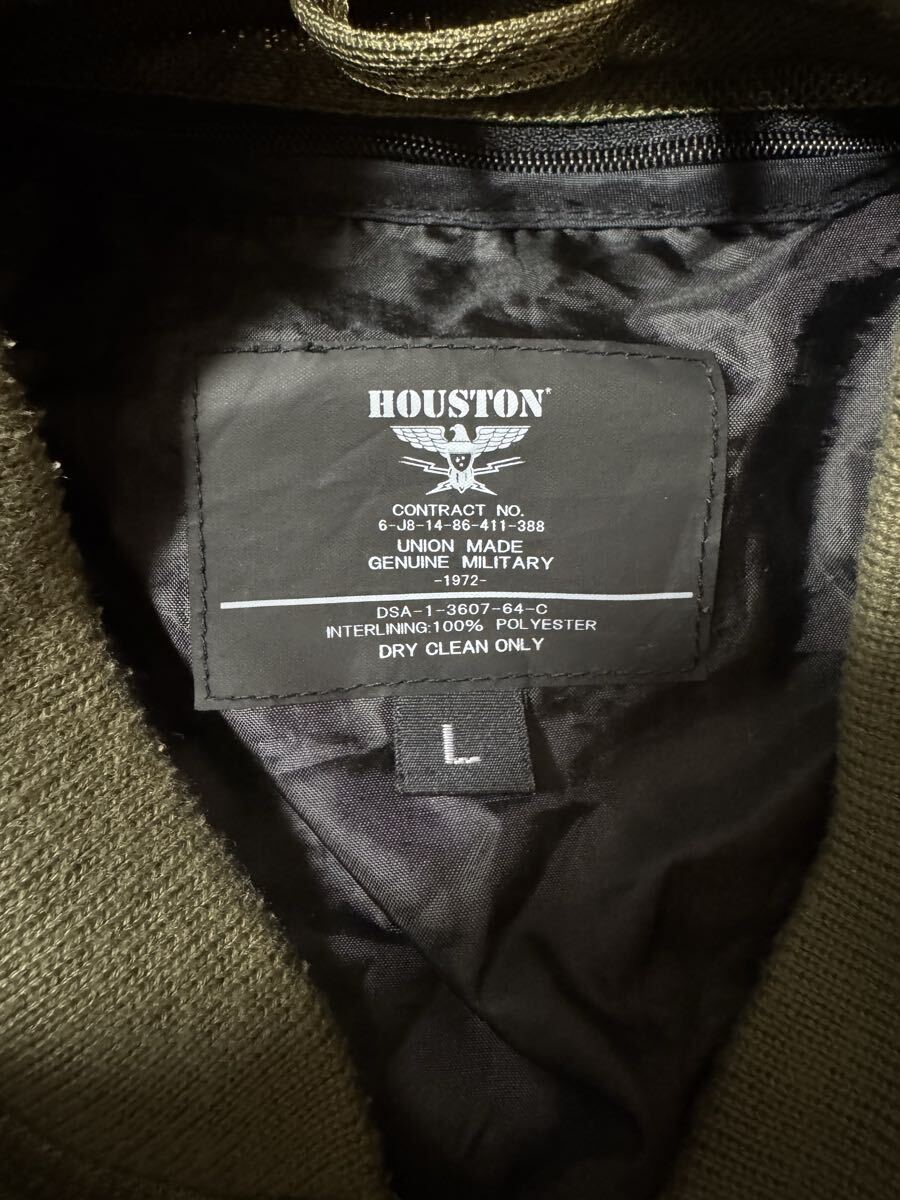 HOUSTON
CONTRACT NO.
6-J8-14-86-411-388
UNION MADE
GENUINE MILITARY
-1972-
DSA-1-3607-64-C
INTERLINING:100% POLYESTER
DRY CLEAN ONLY
L